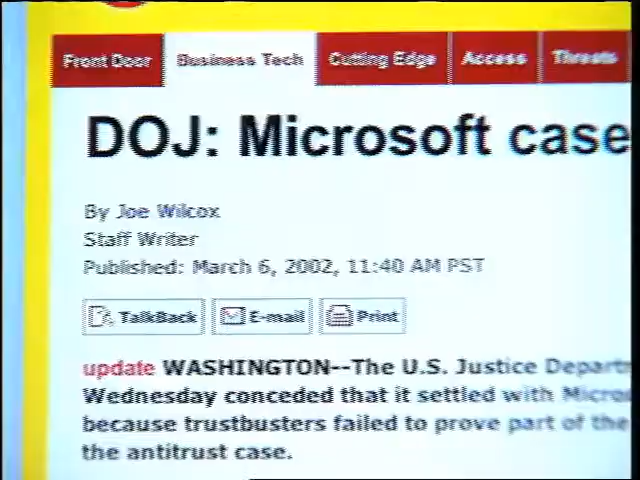 Front Door Business Tech Cutting Edge Access Threats
DOJ: Microsoft case
By Joe Wilcox
Staff Writer
Published: March 6, 2002, 11:40 AM PST
TalkBack E-mail Print
update WASHINGTON--The U.S. Justice Departm
Wednesday conceded that it settled with Micros
because trustbusters failed to prove part of the
the antitrust case.